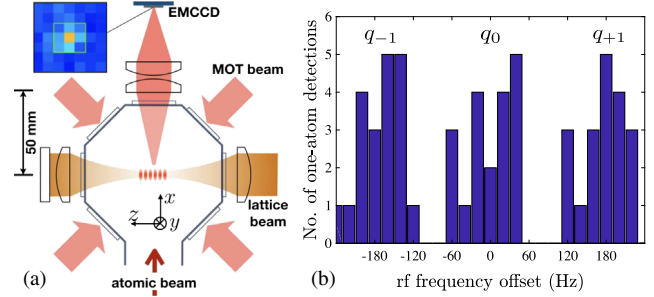 EMCCD
MOT beam
50 mm
lattice
beam
x
z
y
atomic beam
(a)
No. of one-atom detections
6
5
4
3
2
1
0
q₋₁
q₀
q₊₁
-180
-60
0
60
120
180
rf frequency offset (Hz)
(b)